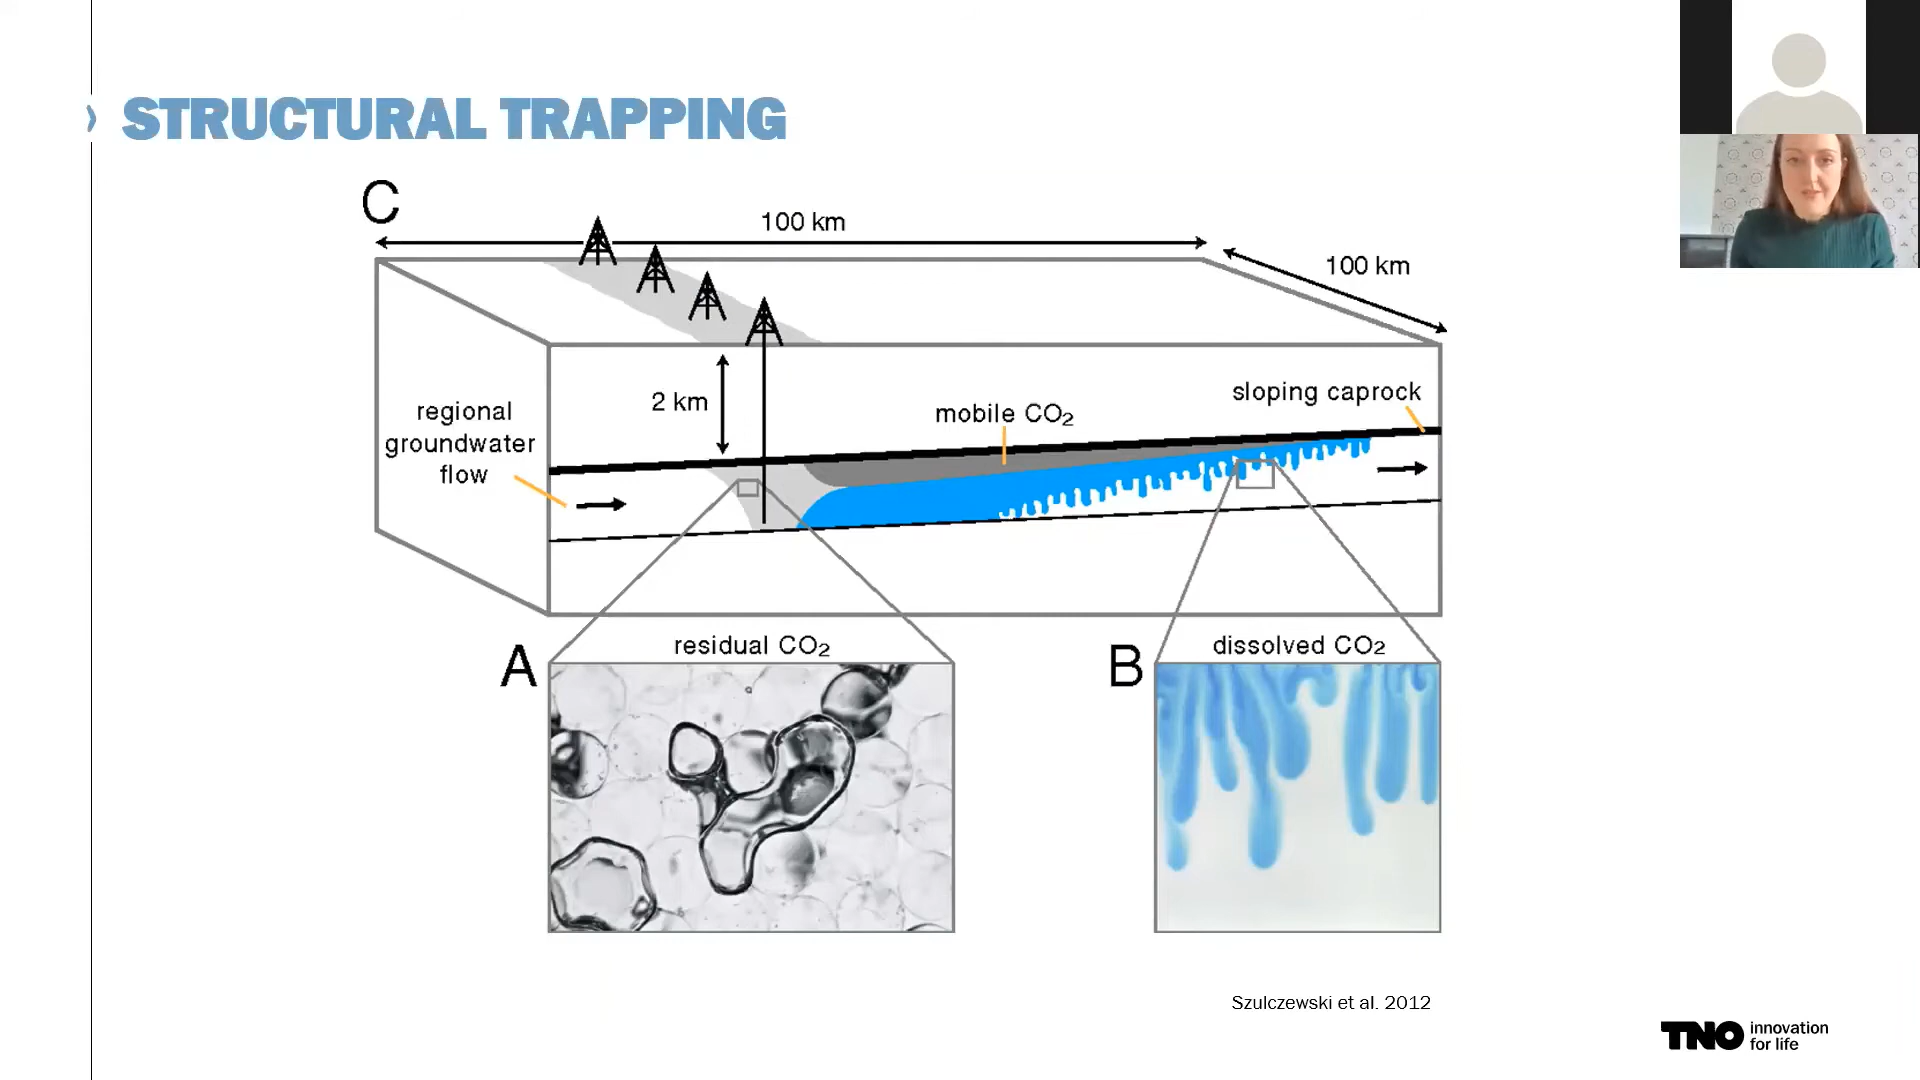 STRUCTURAL TRAPPING
C
100 km
100 km
2 km
regional
groundwater
flow
mobile CO₂
sloping caprock
A
residual CO₂
B
dissolved CO₂
Szulczewski et al. 2012
TNO innovation
for life